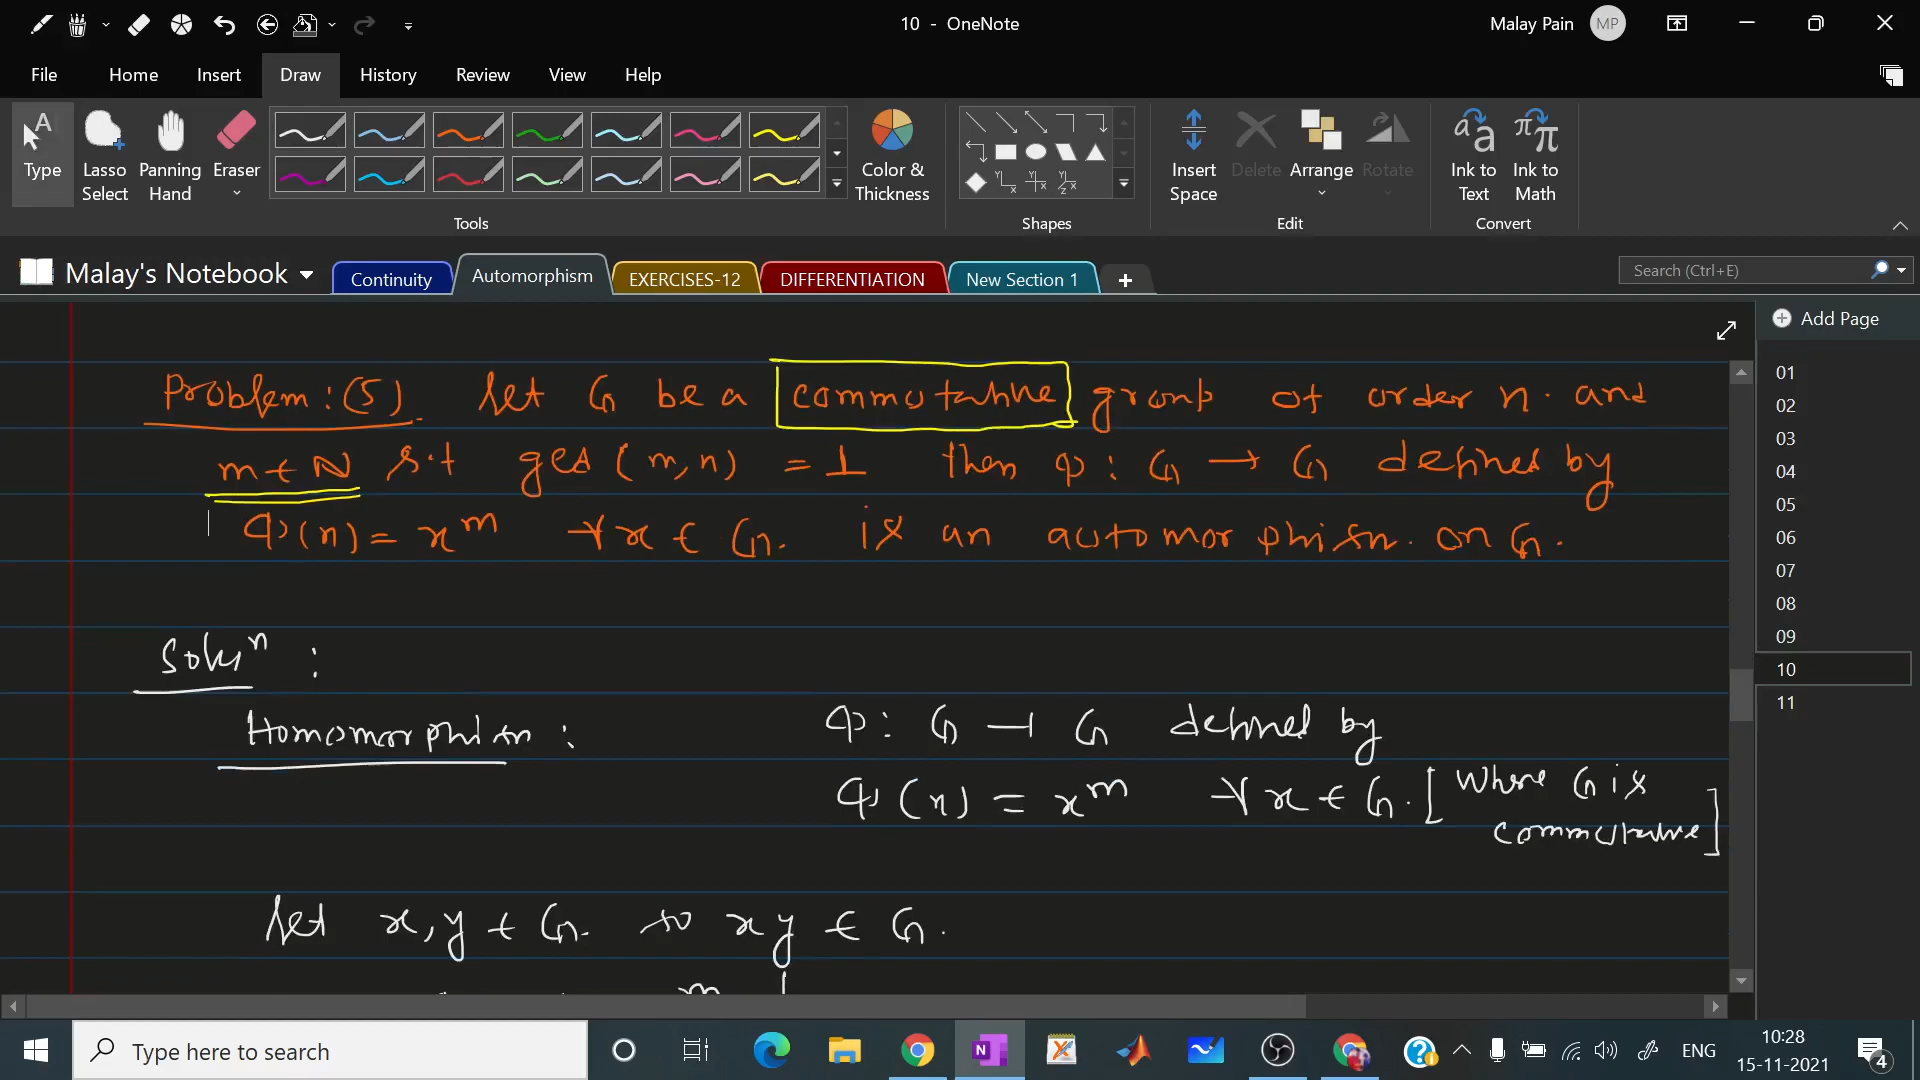 10 - OneNote
Malay Pain MP
File Home Insert Draw History Review View Help
Type
Lasso Select
Panning Hand
Eraser
Color & Thickness
Insert Space
Delete
Arrange
Rotate
Ink to Text
Ink to Math
Tools Shapes Edit Convert
Malay's Notebook Continuity Automorphism EXERCISES-12 DIFFERENTIATION New Section 1 + Search (Ctrl+E)
Add Page
Problem: (5). Let G be a commutative group of order n. and
m ∈ N s.t gcd(m,n) = 1 then φ: G → G defined by
φ(x) = x^m ∀ x ∈ G. is an automorphism. on G.
Solu^n :
Homomorphism :
φ: G → G defined by
φ(x) = x^m ∀ x ∈ G. [Where G is
commutative]
Let x, y ∈ G. so xy ∈ G.
01
02
03
04
05
06
07
08
09
10
11
Type here to search
ENG
10:28
15-11-2021
4